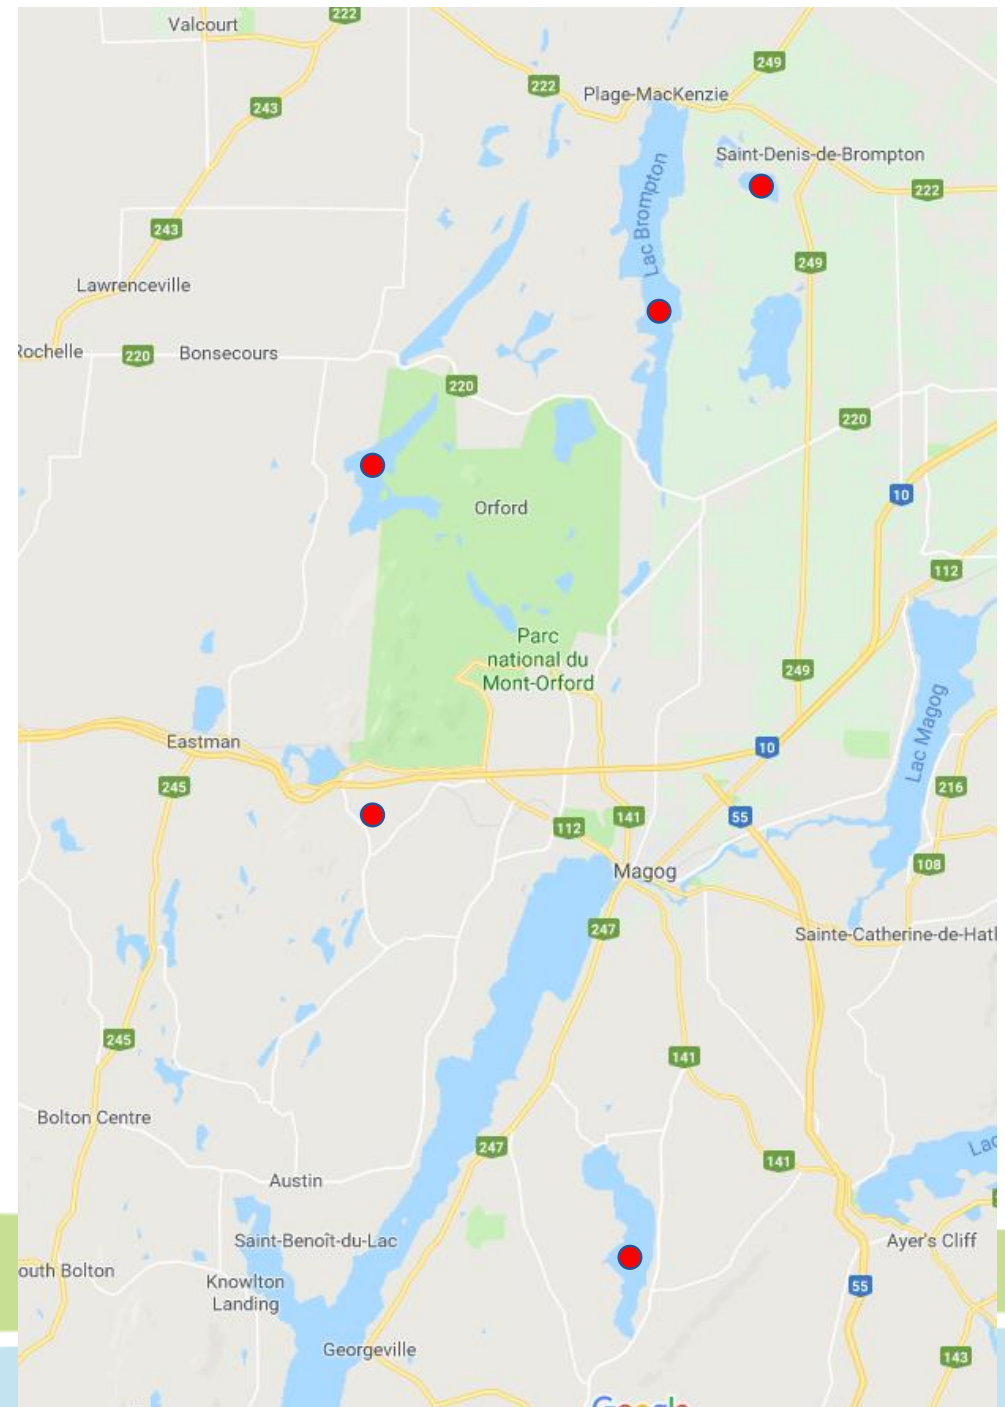 222
Valcourt
249
222
Plage-MacKenzie
243
Saint-Denis-de-Brompton
222
Lac Brompton
243
249
Lawrenceville
Rochelle
220
Bonsecours
220
220
10
Orford
112
Parc
national du
Mont-Orford
249
Lac Magog
Eastman
10
245
216
141
55
112
108
Magog
247
Sainte-Catherine-de-Hatl
245
141
Bolton Centre
247
Lac
141
Austin
Saint-Benoît-du-Lac
Ayer's Cliff
outh Bolton
Knowlton
Landing
55
Georgeville
143
Google